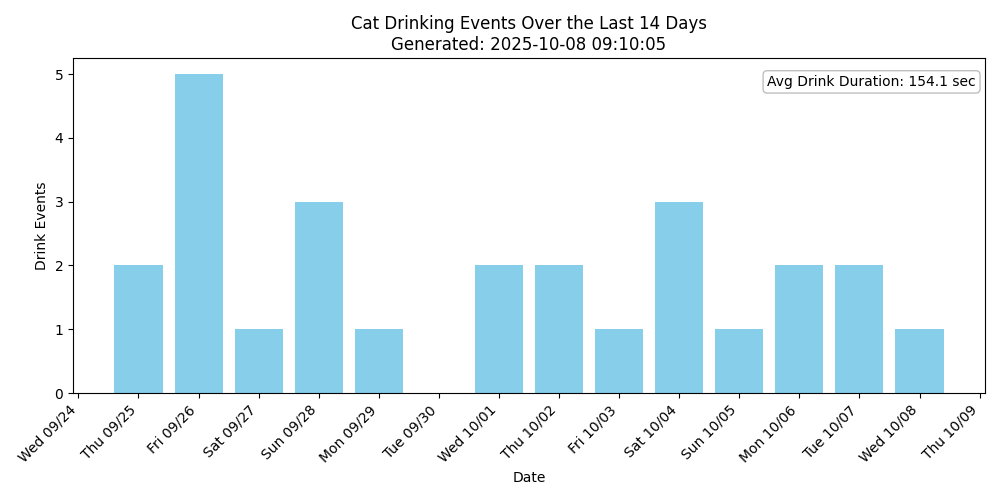 Cat Drinking Events Over the Last 14 Days
Generated: 2025-10-08 09:10:05
Avg Drink Duration: 154.1 sec
Drink Events
5
4
3
2
1
0
Wed 09/24
Thu 09/25
Fri 09/26
Sat 09/27
Sun 09/28
Mon 09/29
Tue 09/30
Wed 10/01
Thu 10/02
Fri 10/03
Sat 10/04
Sun 10/05
Mon 10/06
Tue 10/07
Wed 10/08
Thu 10/09
Date